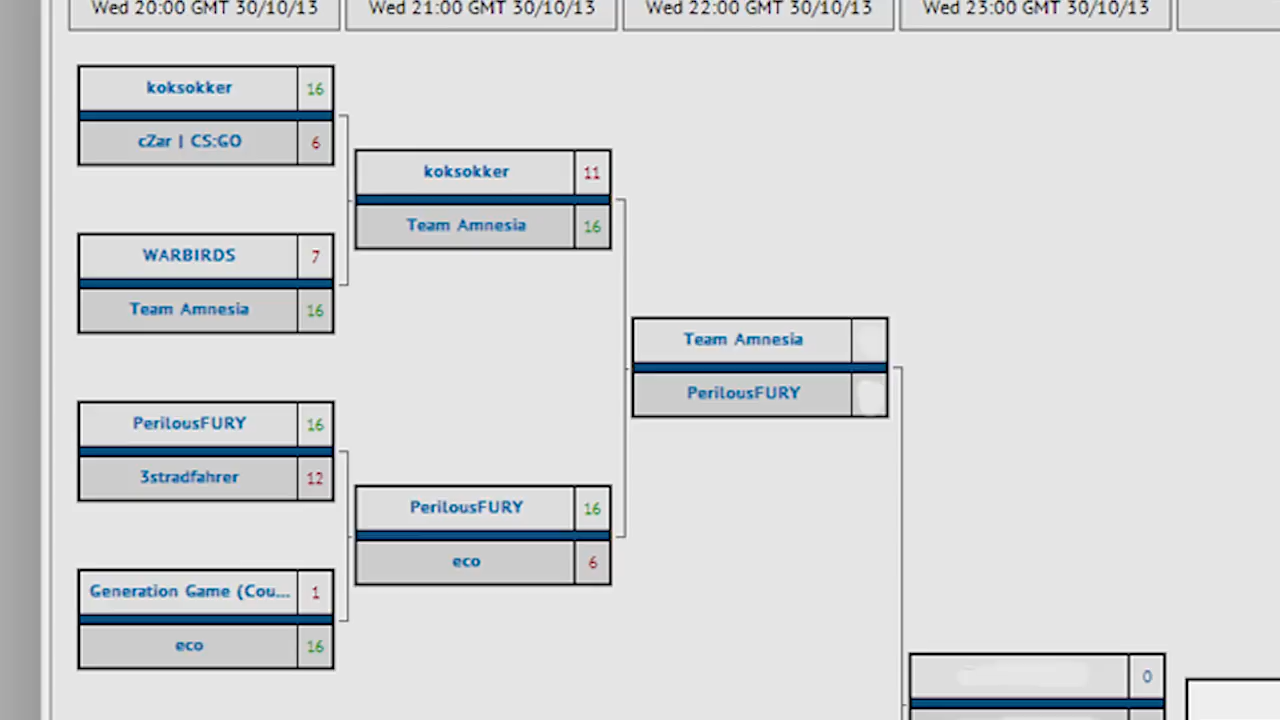 Wed 20:00 GMT 30/10/13
Wed 21:00 GMT 30/10/13
Wed 22:00 GMT 30/10/13
Wed 23:00 GMT 30/10/13
koksokker 16
cZar | CS:GO 6
WARBIRDS 7
Team Amnesia 16
PerilousFURY 16
3stradfahrer 12
Generation Game (Cou... 1
eco 16
koksokker 11
Team Amnesia 16
PerilousFURY 16
eco 6
Team Amnesia
PerilousFURY
0